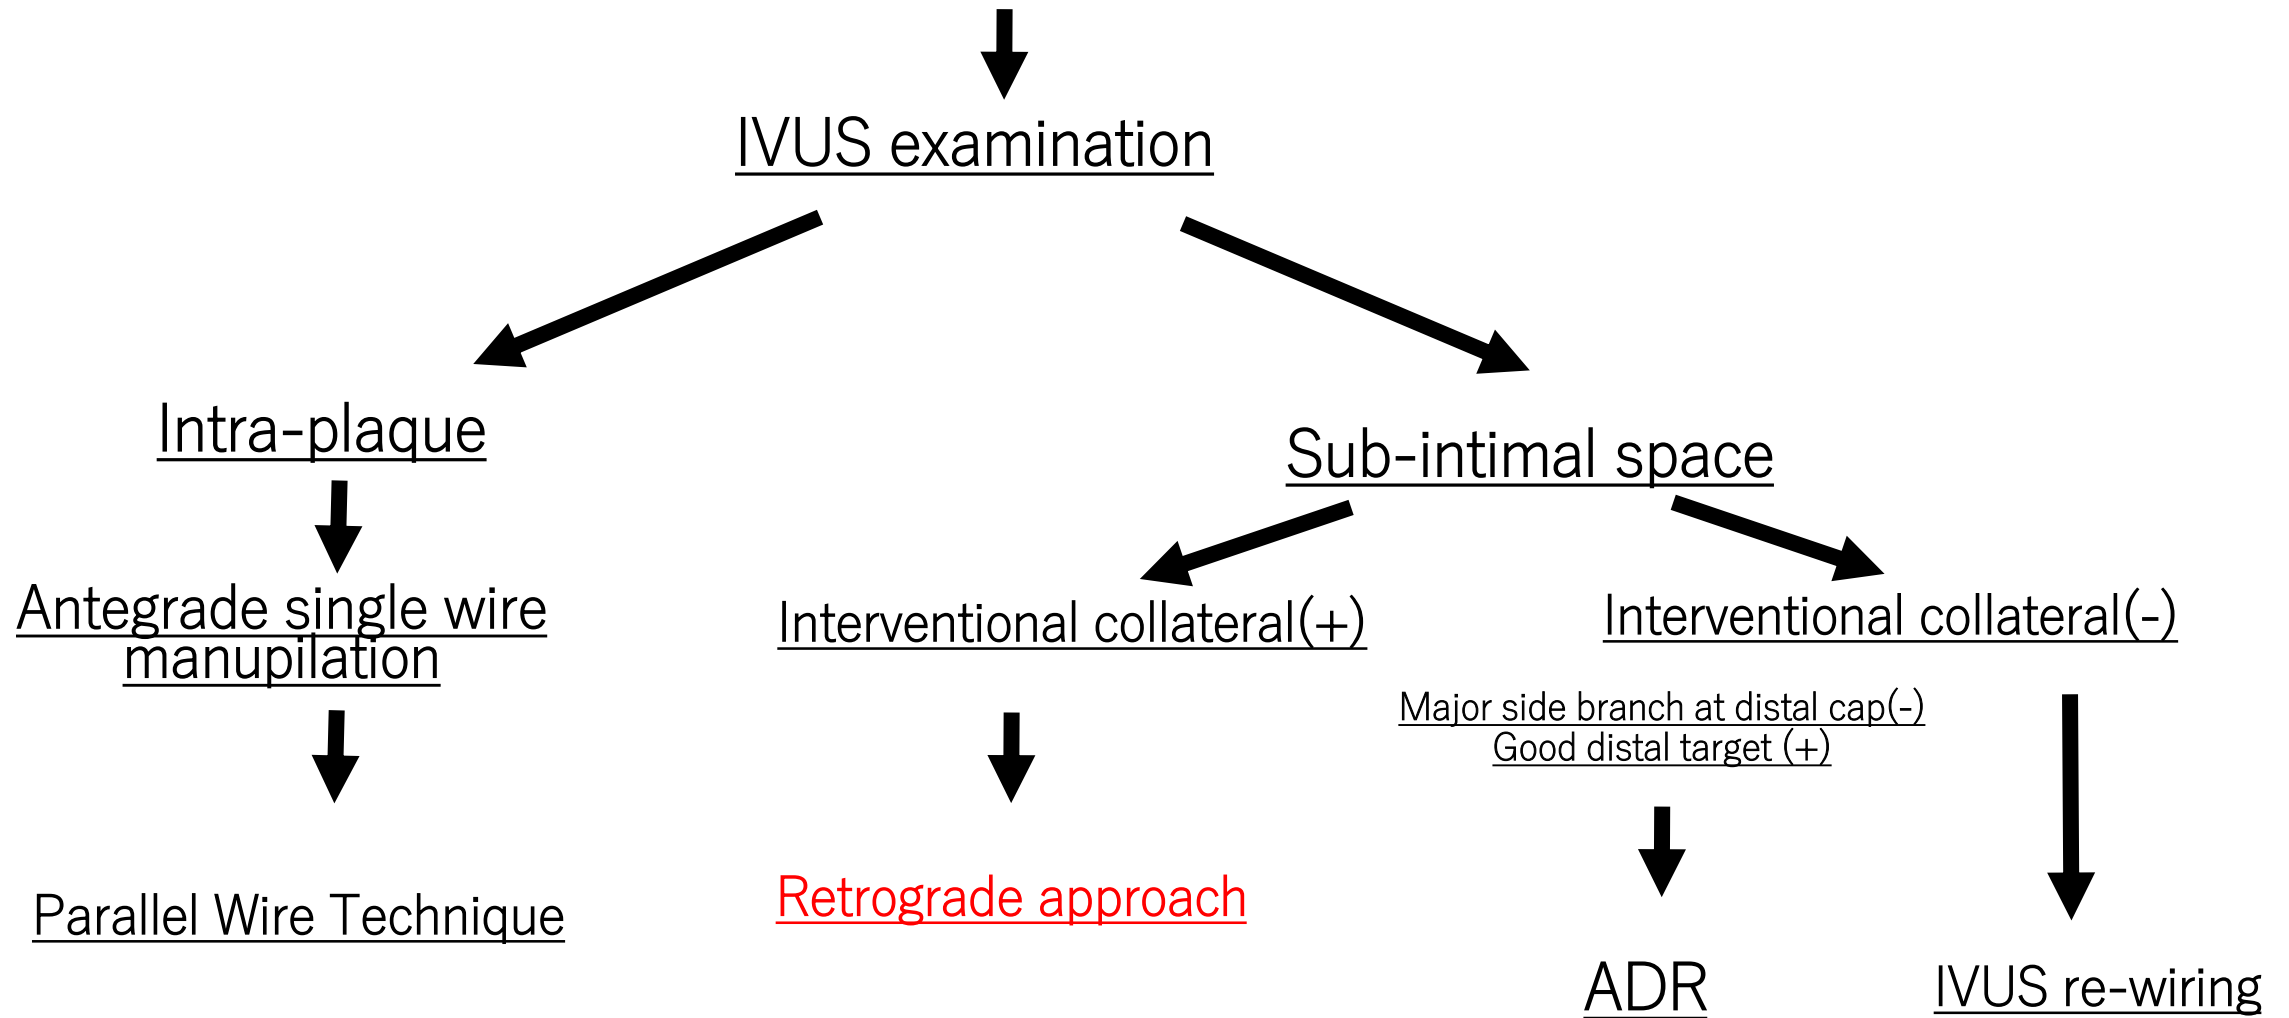 IVUS examination
Intra-plaque
Sub-intimal space
Antegrade single wire
manupilation
Interventional collateral(+)
Interventional collateral(-)
Major side branch at distal cap(-)
Good distal target (+)
Parallel Wire Technique
Retrograde approach
ADR
IVUS re-wiring